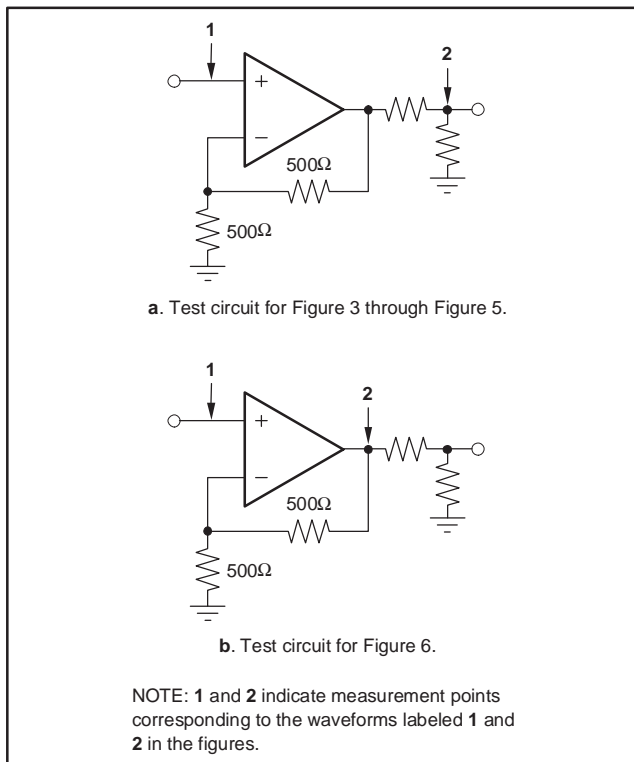 1
2
+
−
500Ω
500Ω
a. Test circuit for Figure 3 through Figure 5.
1
2
+
−
500Ω
500Ω
b. Test circuit for Figure 6.
NOTE: 1 and 2 indicate measurement points
corresponding to the waveforms labeled 1 and
2 in the figures.